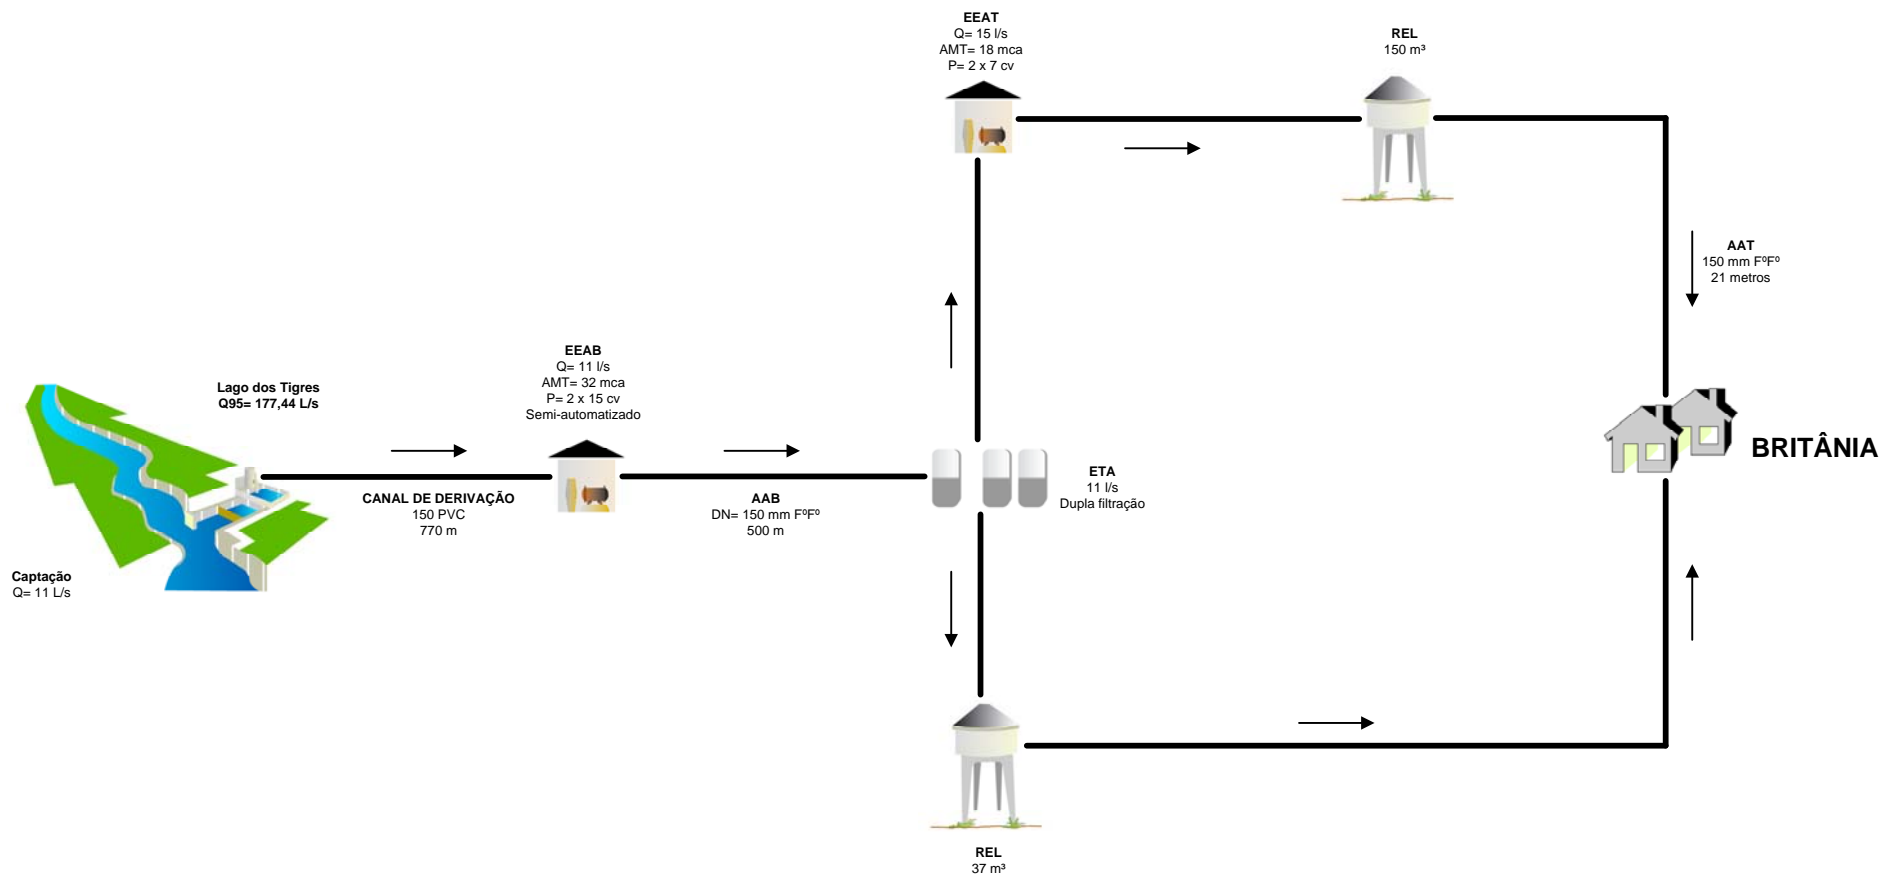 EEAT
Q= 15 l/s
AMT= 18 mca
P= 2 x 7 cv
REL
150 m³
AAT
150 mm FºFº
21 metros
EEAB
Q= 11 l/s
AMT= 32 mca
P= 2 x 15 cv
Semi-automatizado
Lago dos Tigres
Q95= 177,44 L/s
CANAL DE DERIVAÇÃO
150 PVC
770 m
AAB
DN= 150 mm FºFº
500 m
ETA
11 l/s
Dupla filtração
BRITÂNIA
Captação
Q= 11 L/s
REL
37 m³